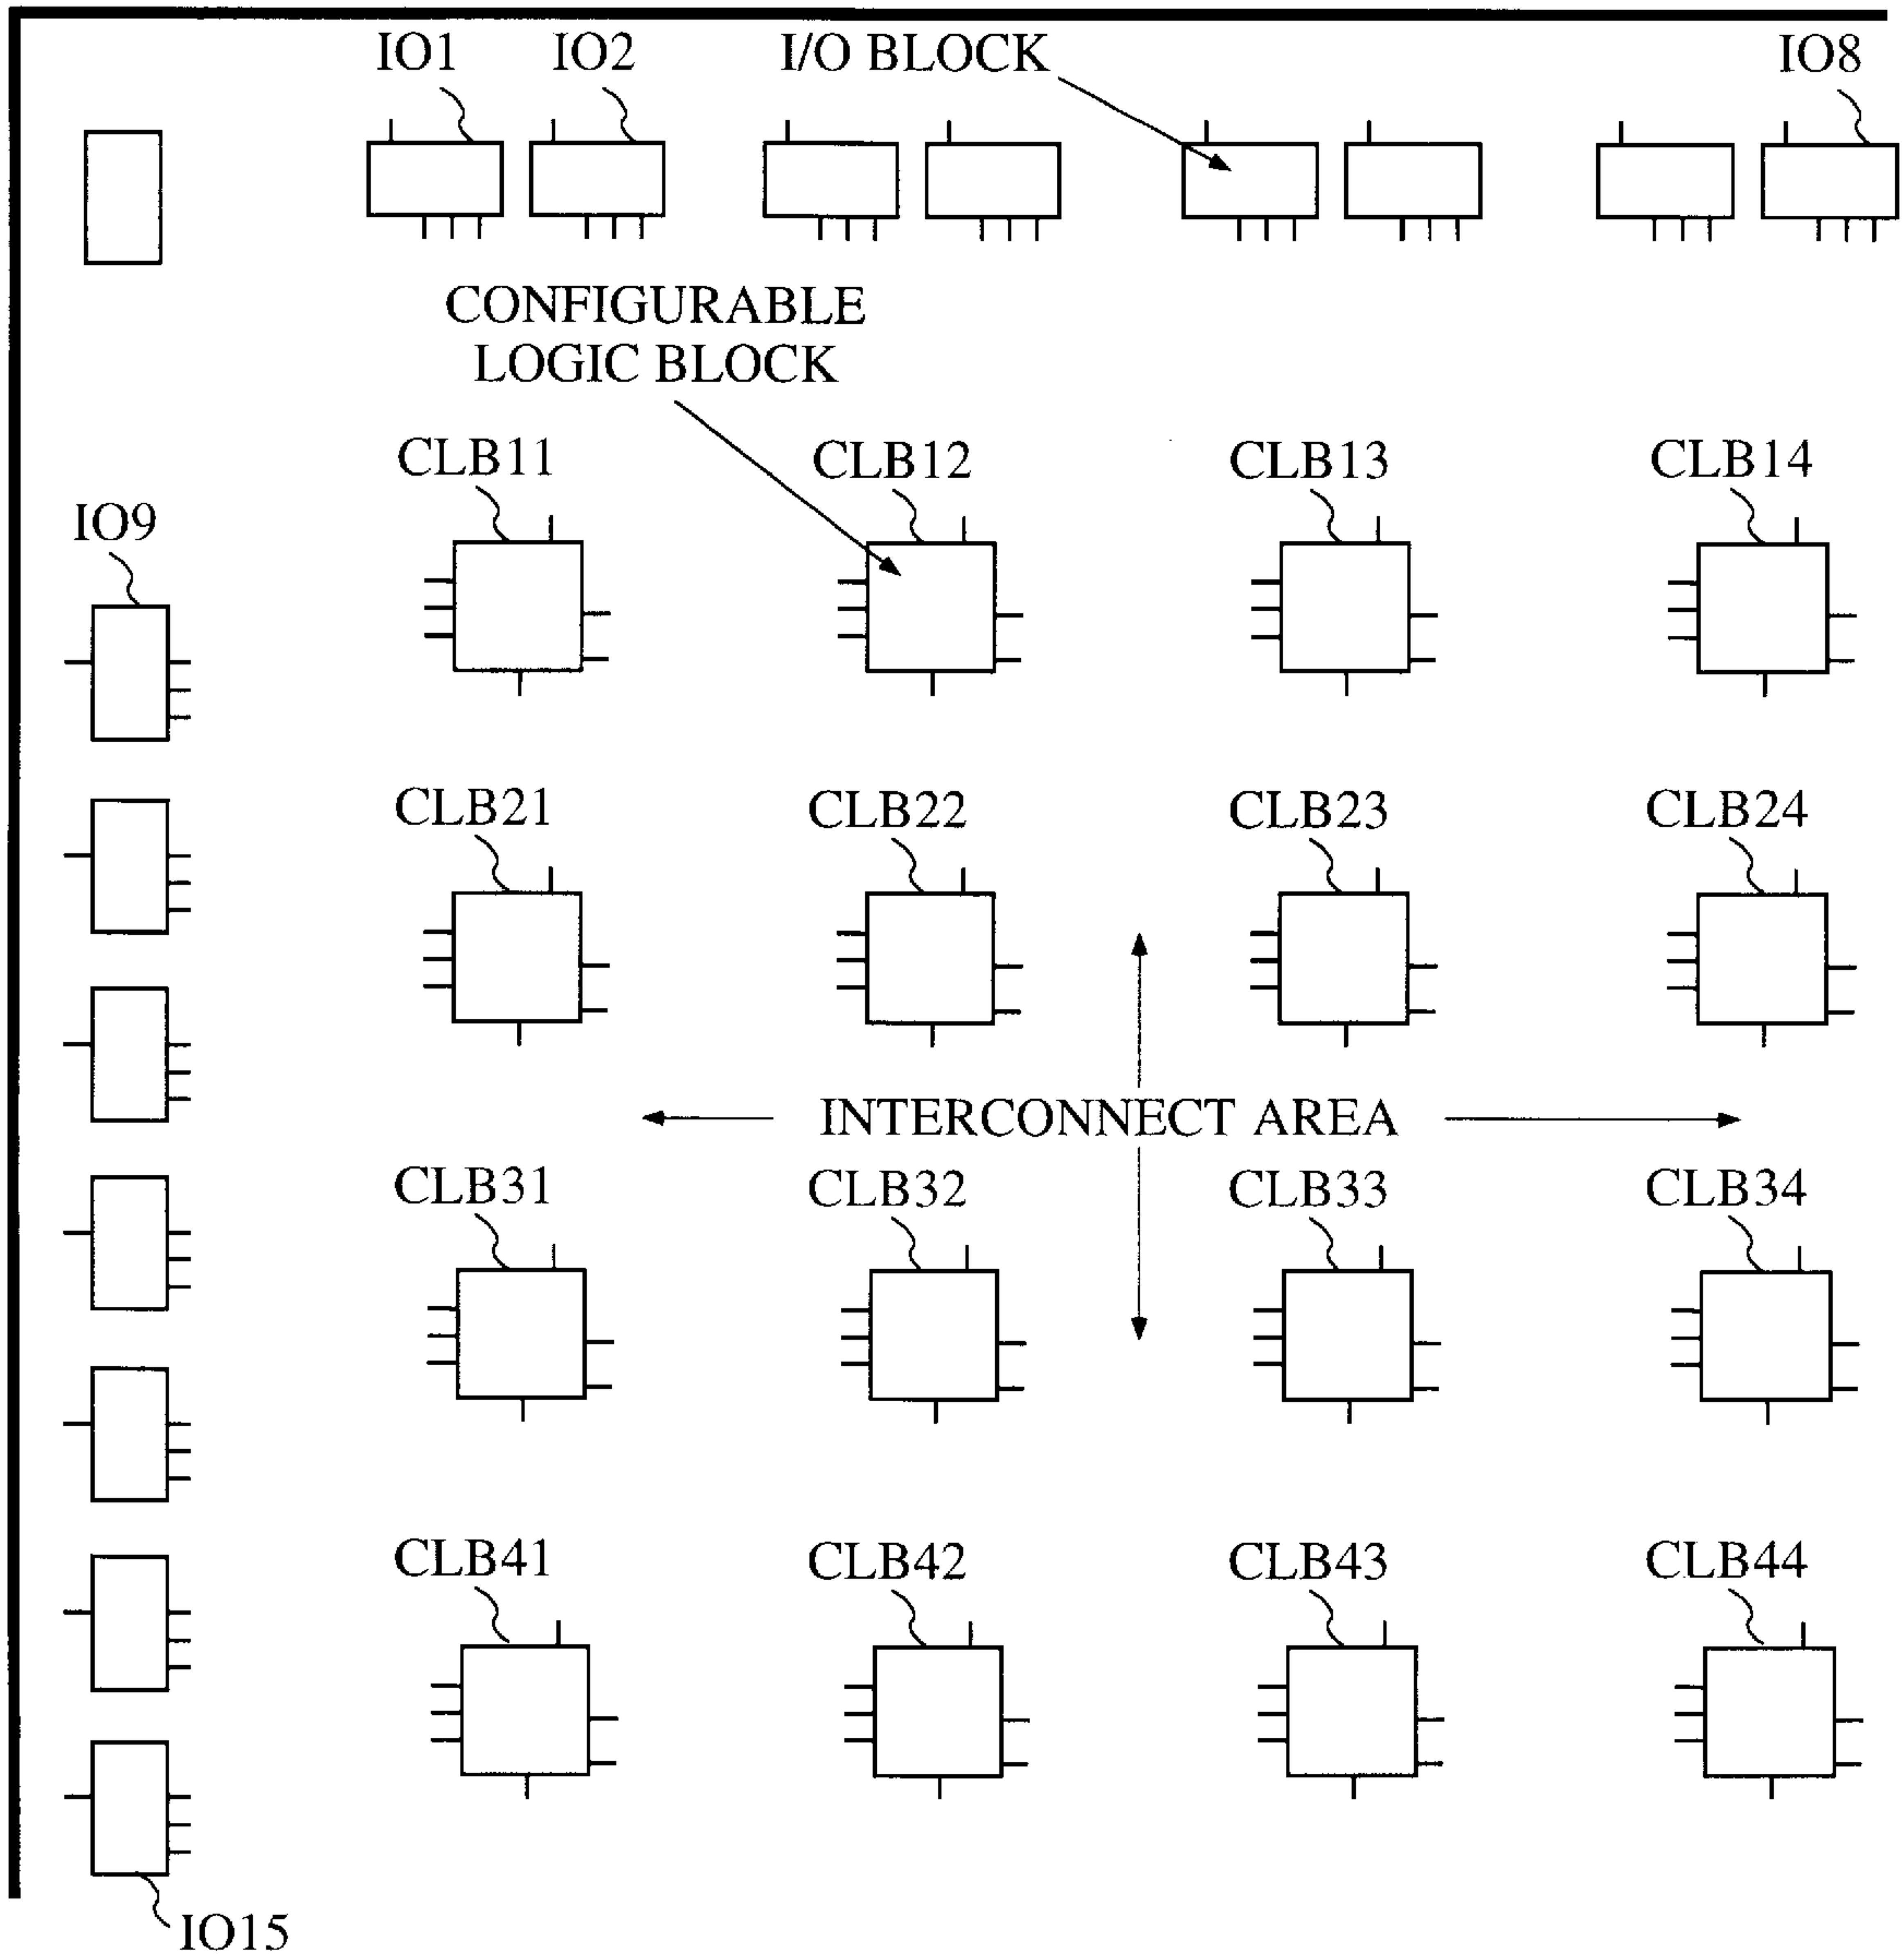 IO1
IO2
I/O BLOCK
IO8
CONFIGURABLE
LOGIC BLOCK
CLB11
CLB12
CLB13
CLB14
IO9
CLB21
CLB22
CLB23
CLB24
INTERCONNECT AREA
CLB31
CLB32
CLB33
CLB34
CLB41
CLB42
CLB43
CLB44
IO15